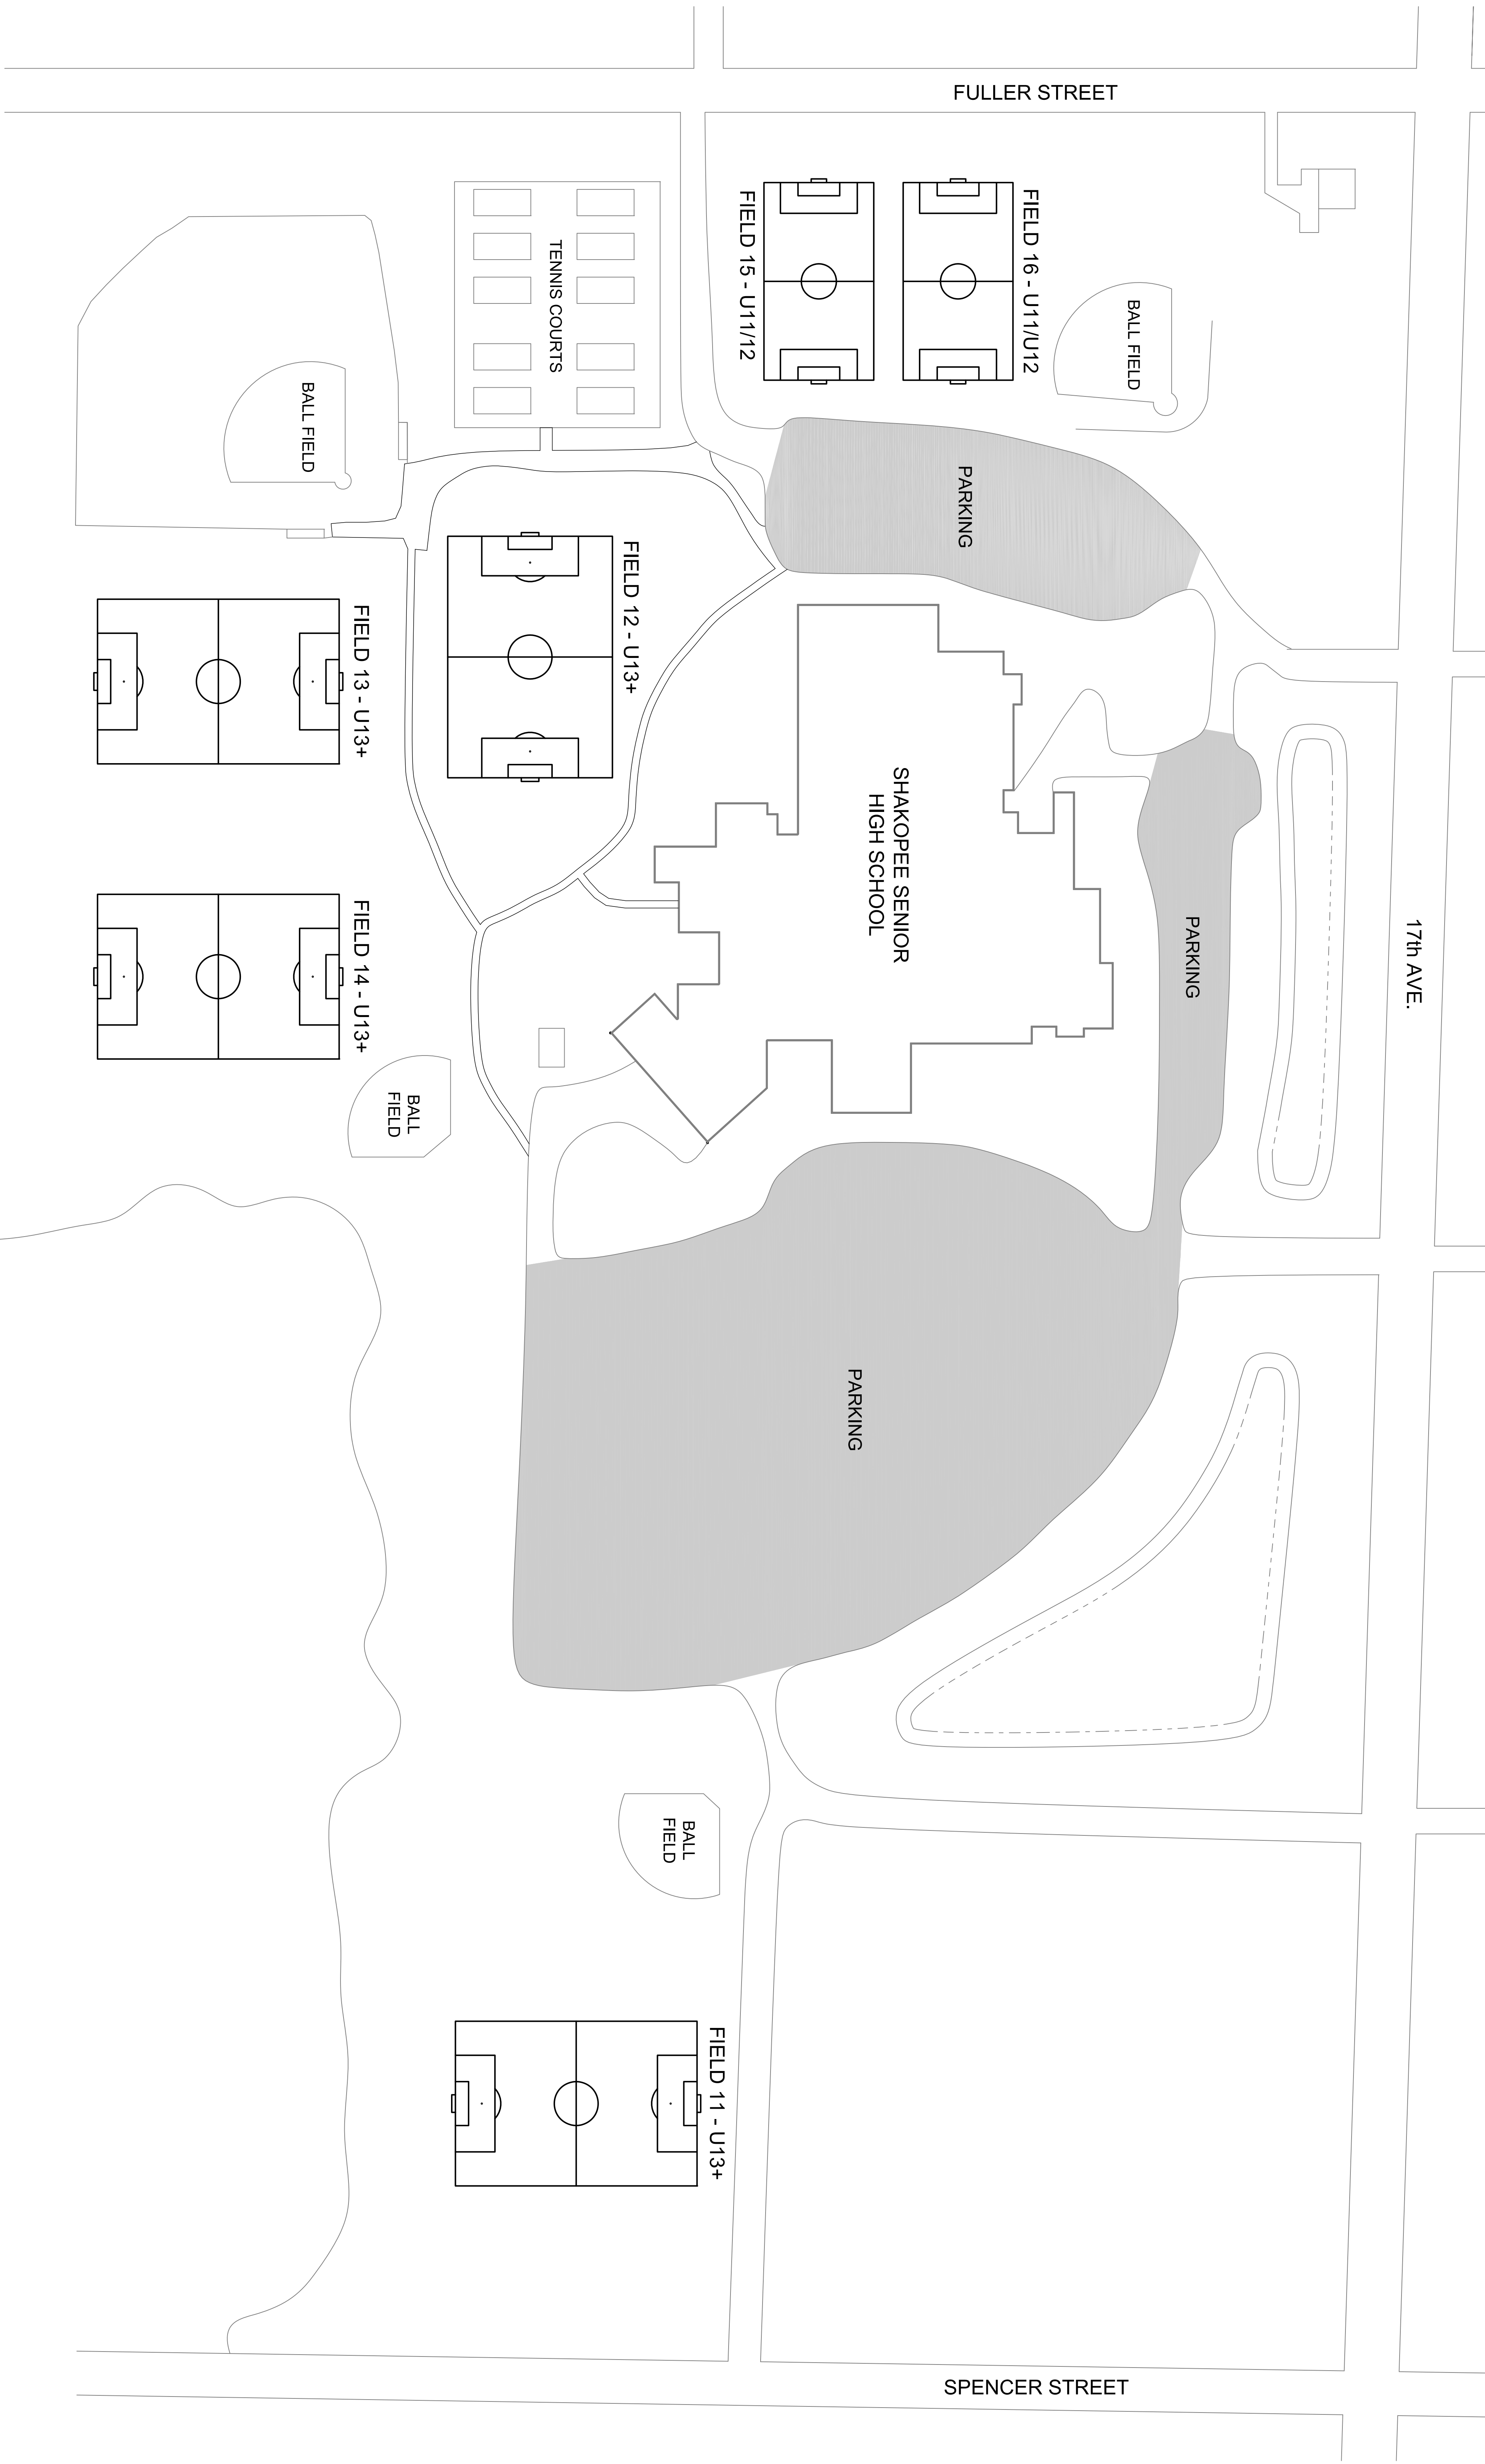 FULLER STREET
FIELD 16 - U11/U12
FIELD 15 - U11/12
BALL FIELD
TENNIS COURTS
BALL FIELD
PARKING
FIELD 12 - U13+
FIELD 13 - U13+
SHAKOPEE SENIOR
HIGH SCHOOL
PARKING
17th AVE.
FIELD 14 - U13+
BALL
FIELD
PARKING
BALL
FIELD
FIELD 11 - U13+
SPENCER STREET